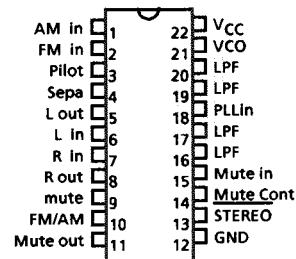 AM in 1
FM in 2
Pilot 3
Sepa 4
L out 5
L in 6
R in 7
R out 8
mute 9
FM/AM 10
Mute out 11
22 VCC
21 VCO
20 LPF
19 LPF
18 PLLin
17 LPF
16 LPF
15 Mute in
14 Mute Cont
13 STEREO
12 GND